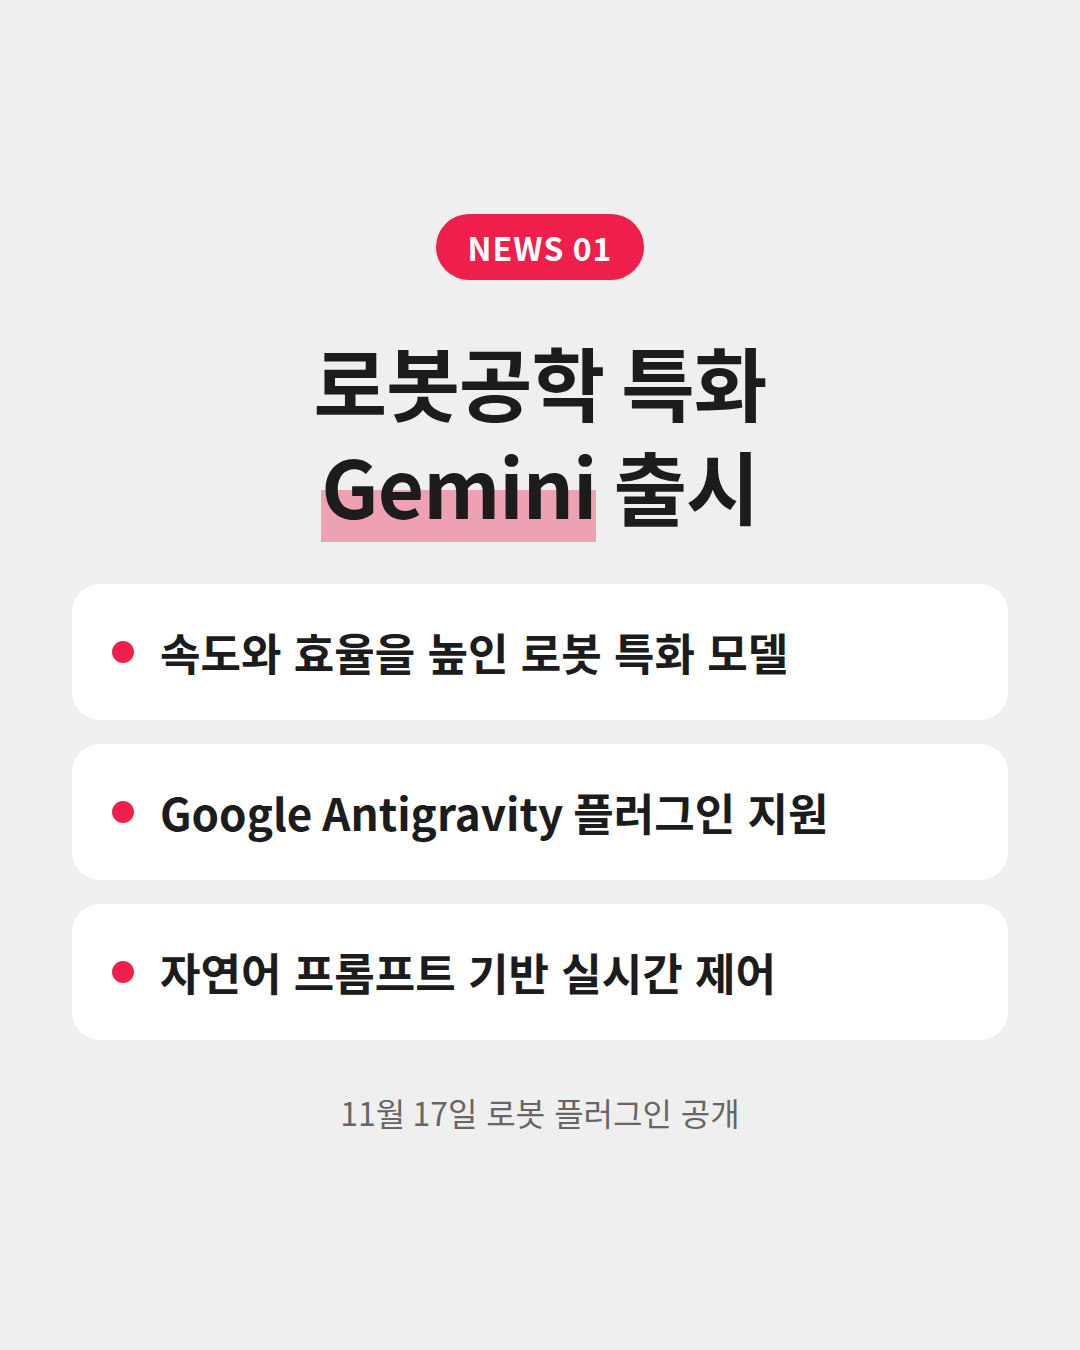 NEWS 01
로봇공학 특화
Gemini 출시
속도와 효율을 높인 로봇 특화 모델
Google Antigravity 플러그인 지원
자연어 프롬프트 기반 실시간 제어
11월 17일 로봇 플러그인 공개